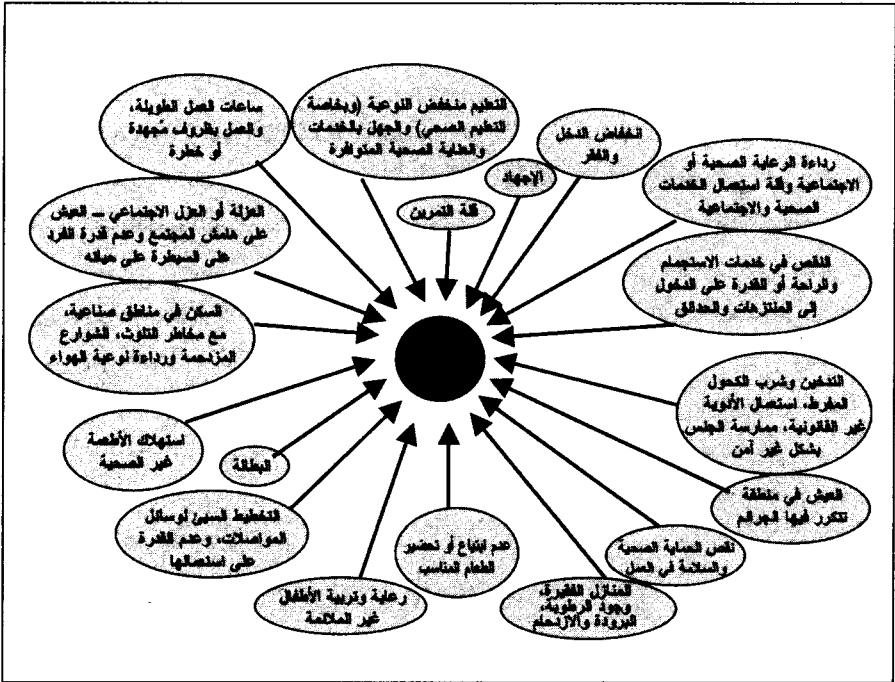 ساعات العمل الطويلة،
والعمل بظروف مُجهدة
أو خطرة
التعليم منخفض النوعية (وبخاصة
التعليم الصحي) والجهل بالخدمات
والعناية الصحية المتوافرة
انخفاض الدخل
والفقر
الإجهاد
قلة التمرين
رداءة الرعاية الصحية أو
الاجتماعية وقلة استعمال الخدمات
الصحية والاجتماعية
العزلة أو العزل الاجتماعي – العيش
على هامش المجتمع وعدم قدرة الفرد
على السيطرة على حياته
النقص في خدمات الاستجمام
والراحة أو القدرة على الدخول
إلى المنتزهات والحدائق
السكن في مناطق صناعية،
مع مخاطر التلوث، الشوارع
المزدحمة ورداءة نوعية الهواء
التدخين وشرب الكحول
المفرط، استعمال الأدوية
غير القانونية، ممارسة الجنس
بشكل غير آمن
استهلاك الأطعمة
غير الصحية
البطالة
العيش في منطقة
تتكرر فيها الجرائم
التخطيط السيئ لوسائل
المواصلات، وعدم القدرة
على استعمالها
عدم ابتياع أو تحضير
الطعام المناسب
نقص الحماية الصحية
والسلامة في العمل
رعاية وتربية الأطفال
غير الملائمة
المنازل الفقيرة،
وجود الرطوبة،
البرودة والازدحام